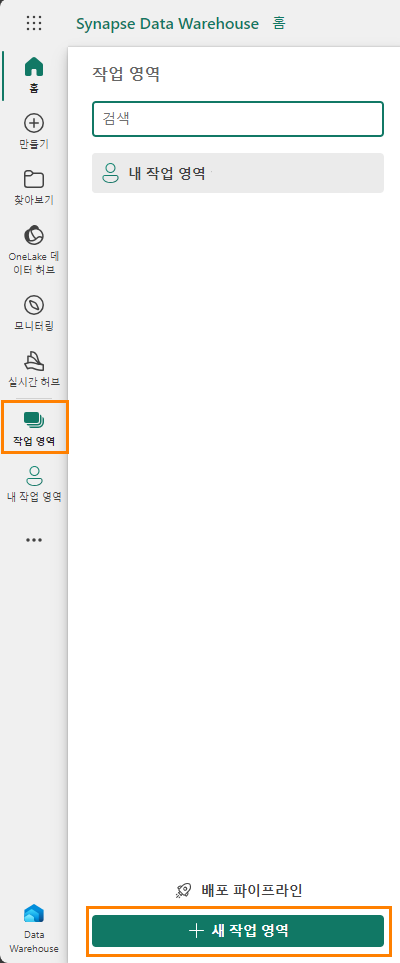 Synapse Data Warehouse 홈
홈
만들기
찾아보기
OneLake 데
이터 허브
모니터링
실시간 허브
작업 영역
내 작업 영역
Data
Warehouse
작업 영역
검색
내 작업 영역
배포 파이프라인
새 작업 영역